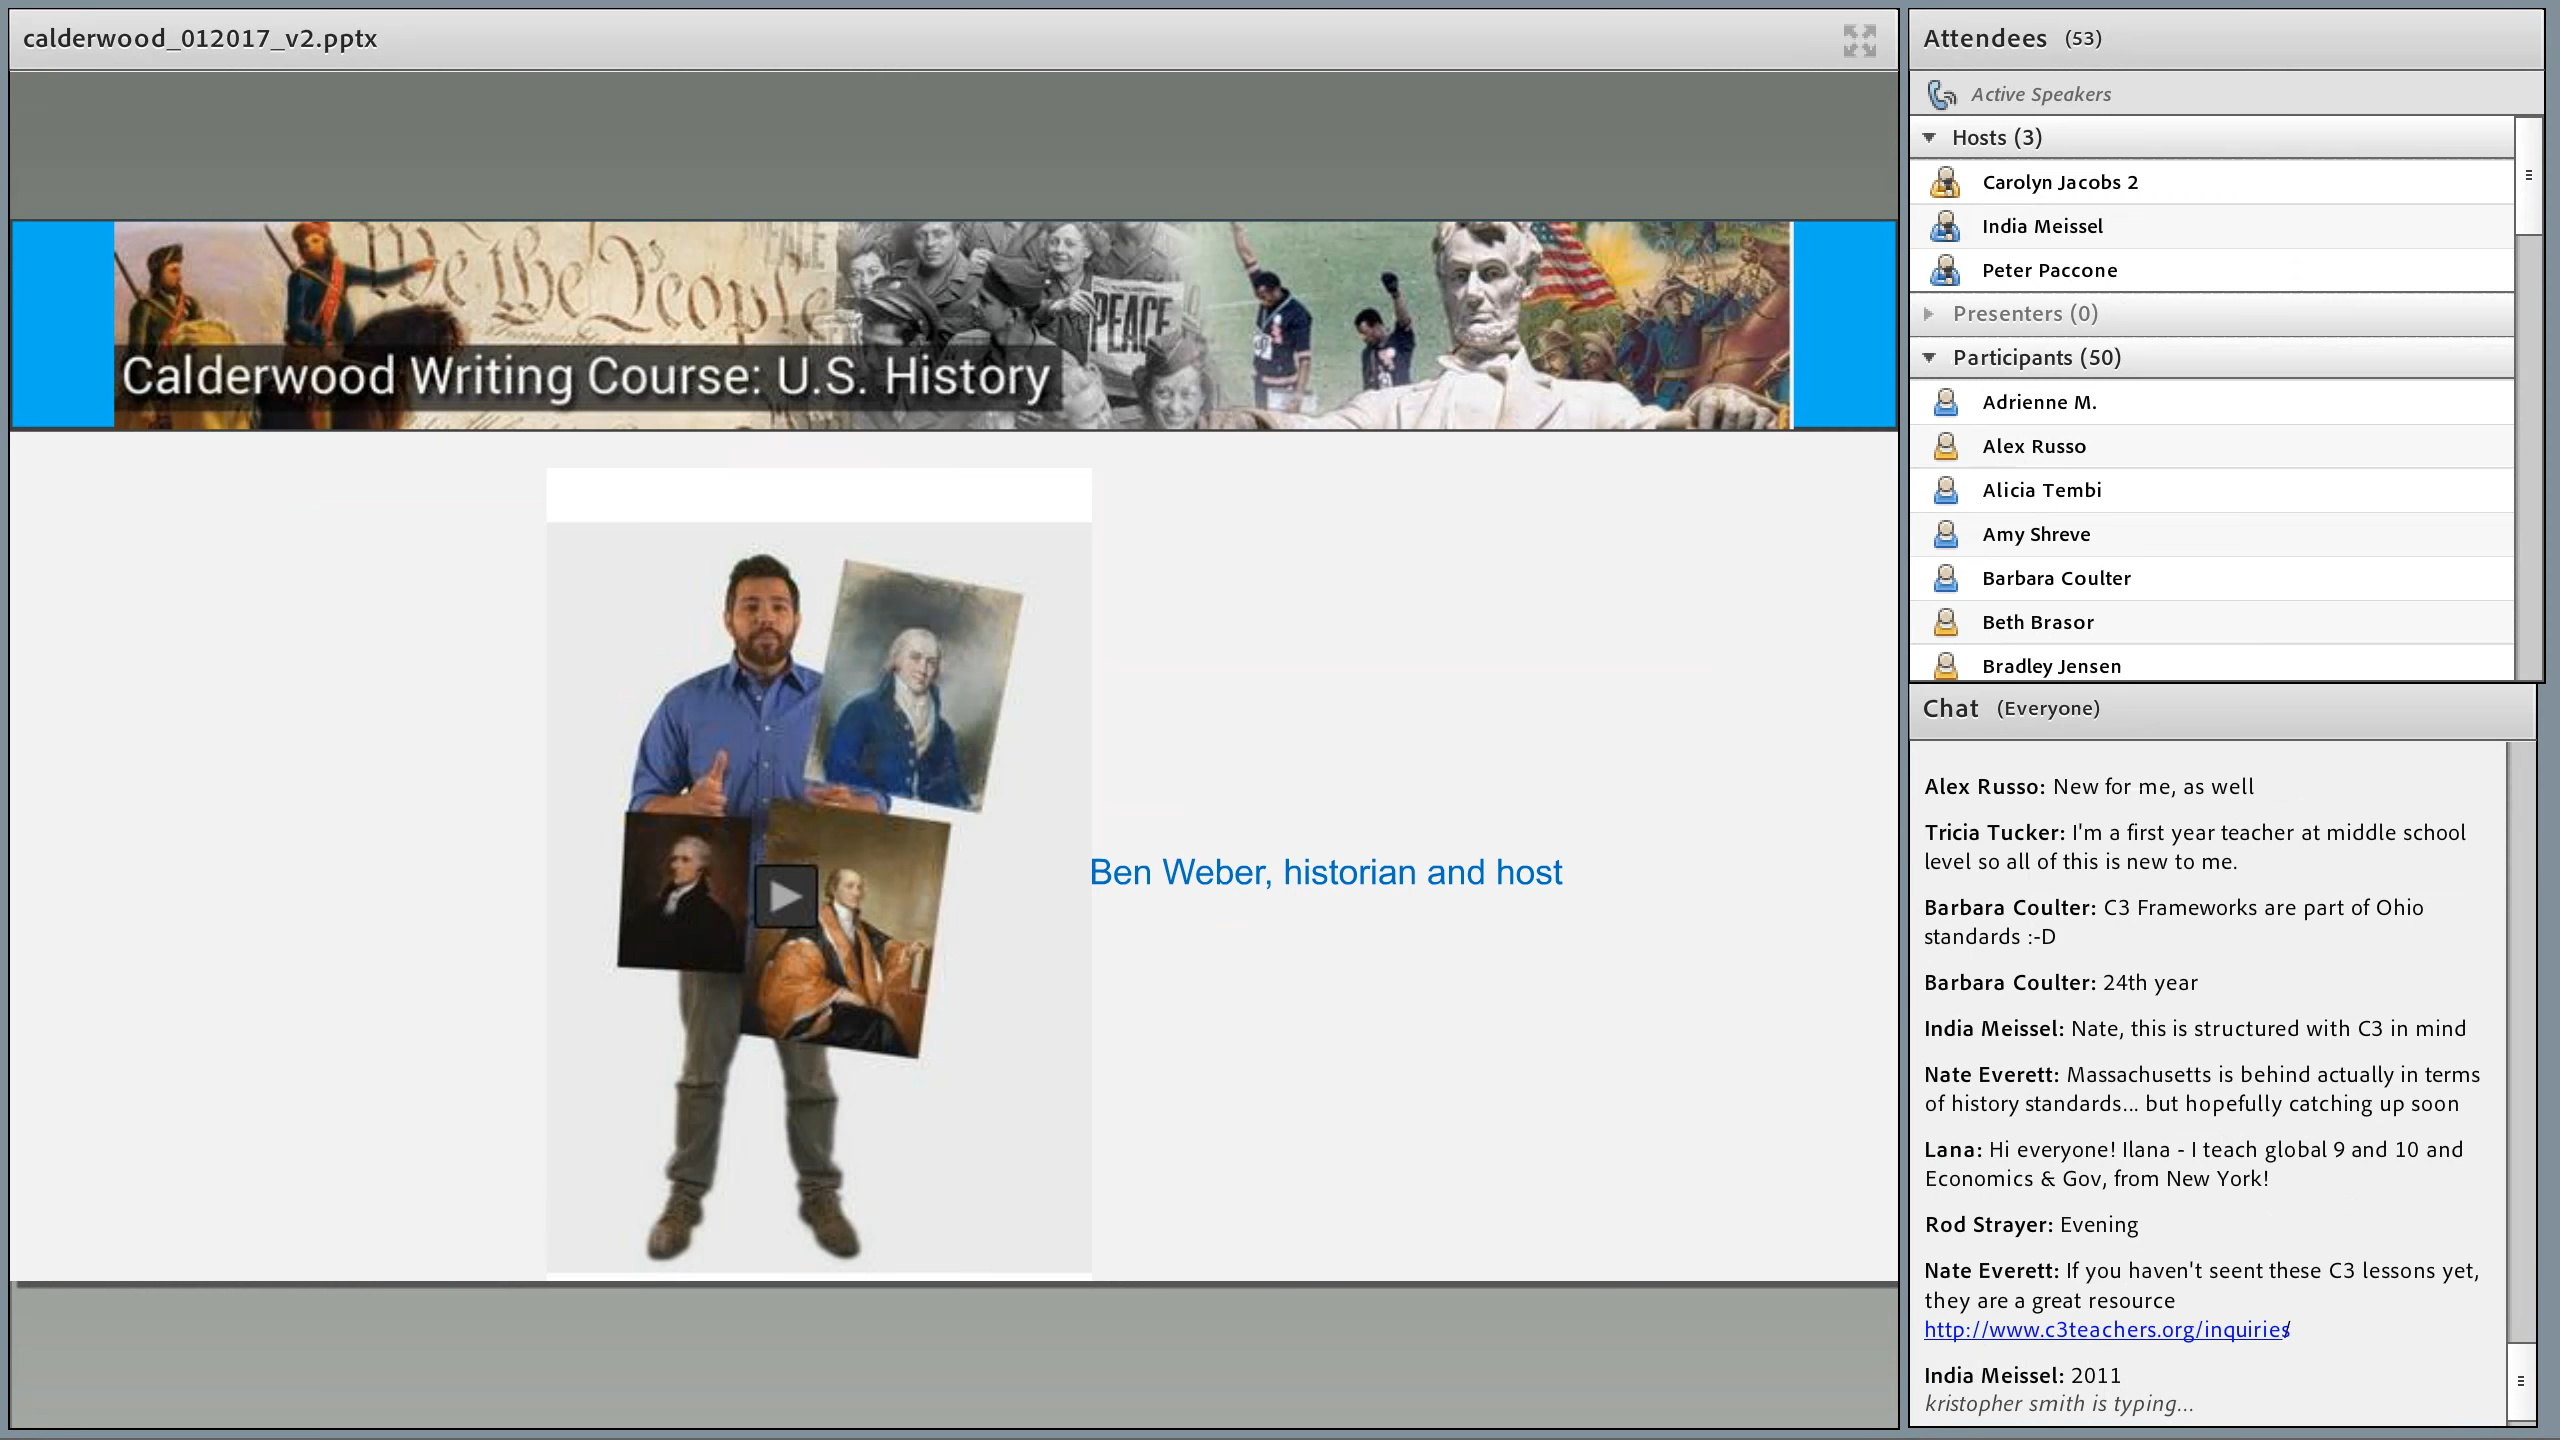 calderwood_012017_v2.pptx
We the People
PEACE
Calderwood Writing Course: U.S. History
Ben Weber, historian and host
Attendees (53)
Active Speakers
Hosts (3)
Carolyn Jacobs 2
India Meissel
Peter Paccone
Presenters (0)
Participants (50)
Adrienne M.
Alex Russo
Alicia Tembi
Amy Shreve
Barbara Coulter
Beth Brasor
Bradley Jensen
Chat (Everyone)
Alex Russo: New for me, as well
Tricia Tucker: I'm a first year teacher at middle school
level so all of this is new to me.
Barbara Coulter: C3 Frameworks are part of Ohio
standards :-D
Barbara Coulter: 24th year
India Meissel: Nate, this is structured with C3 in mind
Nate Everett: Massachusetts is behind actually in terms
of history standards... but hopefully catching up soon
Lana: Hi everyone! Ilana - I teach global 9 and 10 and
Economics & Gov, from New York!
Rod Strayer: Evening
Nate Everett: If you haven't seent these C3 lessons yet,
they are a great resource
http://www.c3teachers.org/inquiries/
India Meissel: 2011
kristopher smith is typing...